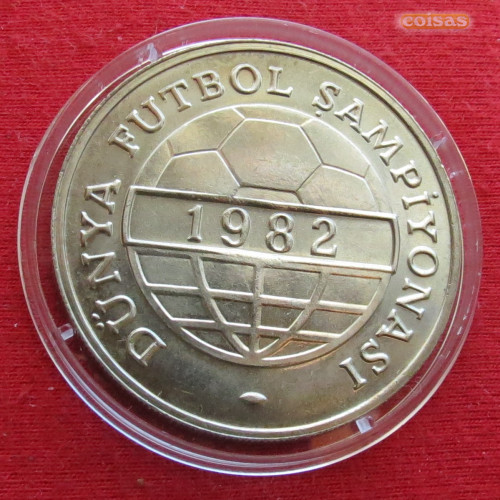 coisas
DÜNYA FUTBOL ŞAMPİYONASI
1982